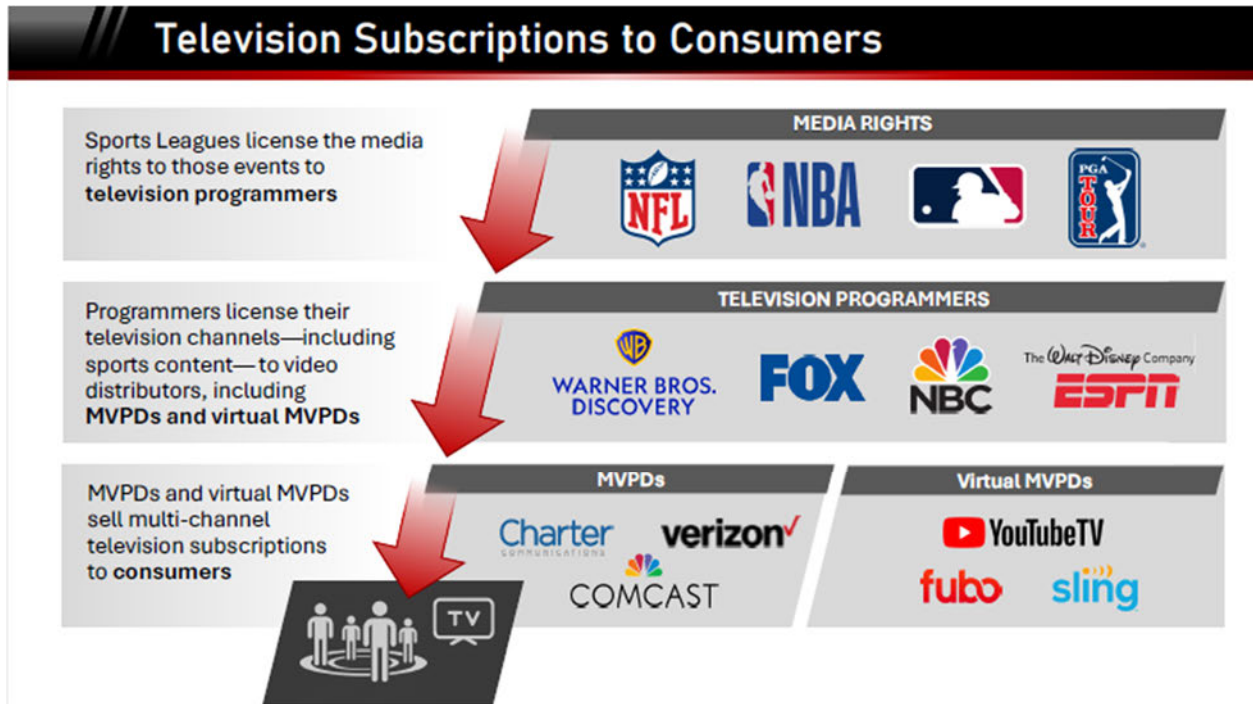 Television Subscriptions to Consumers
Sports Leagues license the media
rights to those events to
television programmers
MEDIA RIGHTS
NFL
NBA
PGA
TOUR
®
Programmers license their
television channels—including
sports content—to video
distributors, including
MVPDs and virtual MVPDs
TELEVISION PROGRAMMERS
WB
WARNER BROS.
DISCOVERY
FOX
NBC
The WALT DISNEY Company
ESPN
MVPDs and virtual MVPDs
sell multi-channel
television subscriptions
to consumers
MVPDs
Charter
COMMUNICATIONS
verizon
COMCAST
Virtual MVPDs
YouTubeTV
fubo
sling
TV